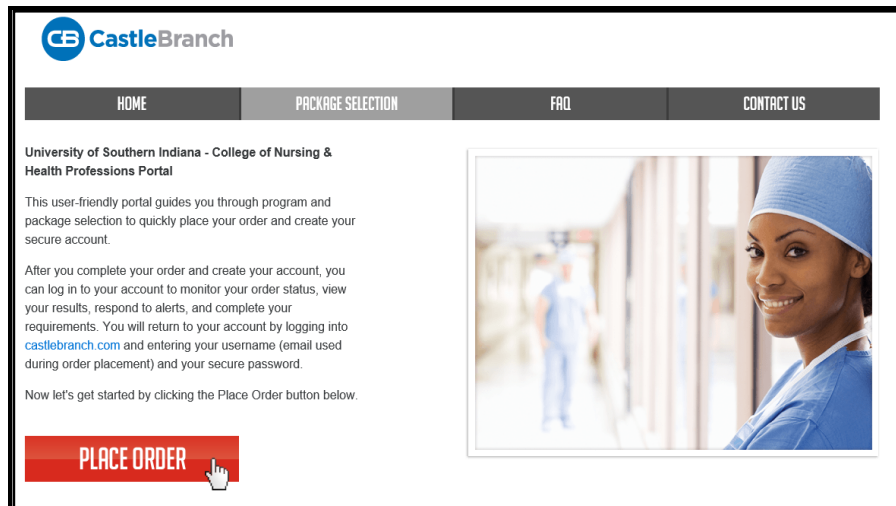 CB CastleBranch
HOME
PACKAGE SELECTION
FAQ
CONTACT US
University of Southern Indiana - College of Nursing &
Health Professions Portal
This user-friendly portal guides you through program and
package selection to quickly place your order and create your
secure account.
After you complete your order and create your account, you
can log in to your account to monitor your order status, view
your results, respond to alerts, and complete your
requirements. You will return to your account by logging into
castlebranch.com and entering your username (email used
during order placement) and your secure password.
Now let's get started by clicking the Place Order button below.
PLACE ORDER